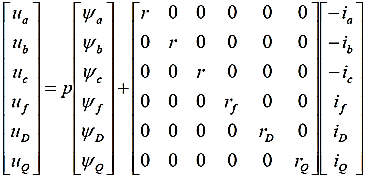 u_a ψ_a r 0 0 0 0 0 -i_a
u_b ψ_b 0 r 0 0 0 0 -i_b
u_c = p ψ_c + 0 0 r 0 0 0 -i_c
u_f ψ_f 0 0 0 r_f 0 0 i_f
u_D ψ_D 0 0 0 0 r_D 0 i_D
u_Q ψ_Q 0 0 0 0 0 r_Q i_Q